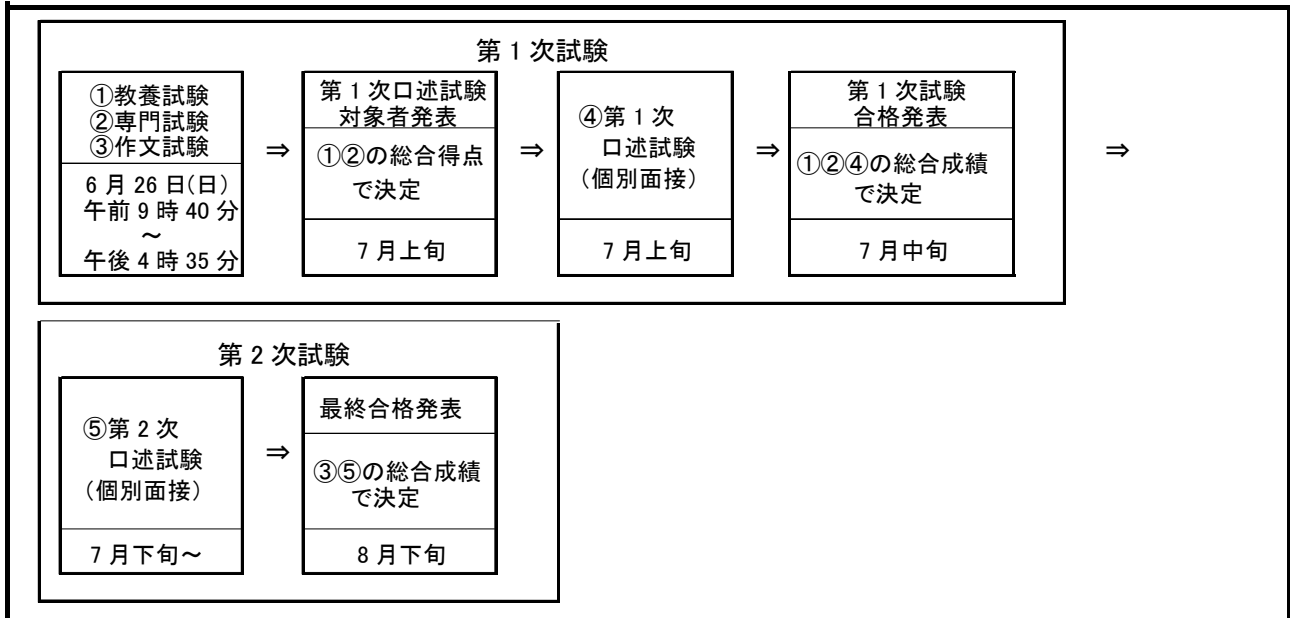 第1次試験
①教養試験
②専門試験
③作文試験
6月26日(日)
午前9時40分
～
午後4時35分
⇒
第1次口述試験
対象者発表
①②の総合得点
で決定
7月上旬
⇒
④第1次
口述試験
(個別面接)
7月上旬
⇒
第1次試験
合格発表
①②④の総合成績
で決定
7月中旬
⇒
第2次試験
⑤第2次
口述試験
(個別面接)
7月下旬～
⇒
最終合格発表
③⑤の総合成績
で決定
8月下旬